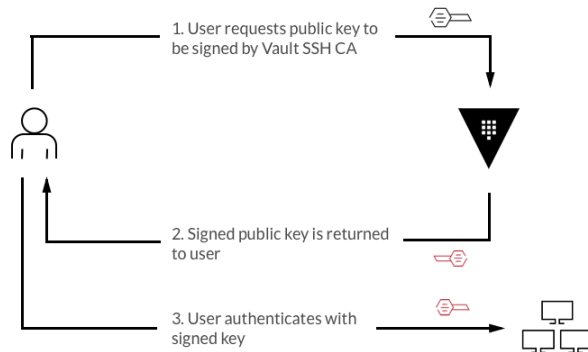 1. User requests public key to
be signed by Vault SSH CA
2. Signed public key is returned
to user
3. User authenticates with
signed key